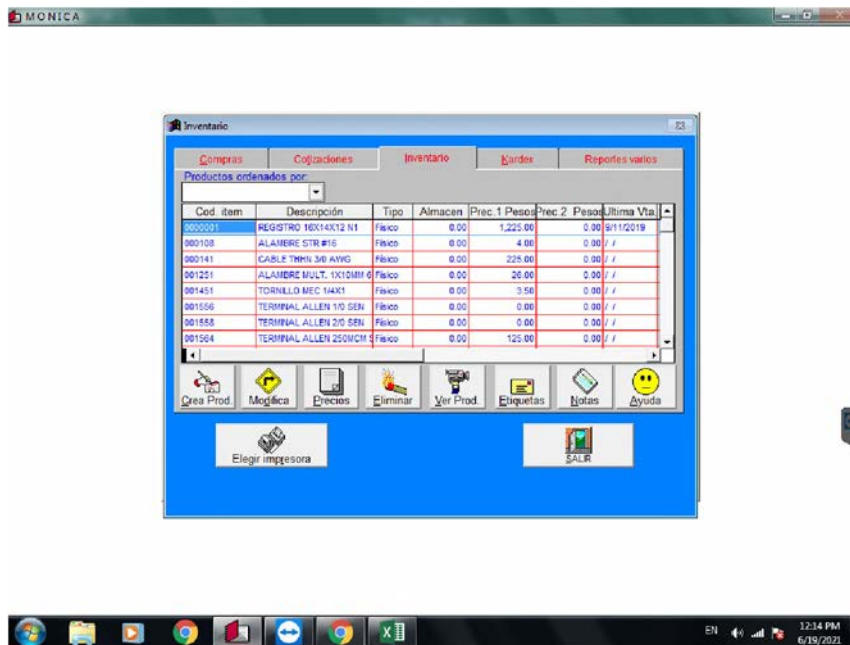 MONICA
Inventario
Compras Cotizaciones Inventario Kardex Reportes varios
Productos ordenados por:
Cod. item Descripción Tipo Almacen Prec.1 Pesos Prec.2 Pesos Ultima Vta.
0000001 REGISTRO 16X14X12 N1 Físico 0.00 1,225.00 0.00 9/11/2019
000108 ALAMBRE STR #16 Físico 0.00 4.00 0.00 / /
000141 CABLE THHN 3/0 AWG Físico 0.00 225.00 0.00 / /
001251 ALAMBRE MULT. 1X10MM 6 Físico 0.00 26.00 0.00 / /
001451 TORNILLO MEC 1/4X1 Físico 0.00 3.50 0.00 / /
001556 TERMINAL ALLEN 1/0 SEN Físico 0.00 0.00 0.00 / /
001558 TERMINAL ALLEN 2/0 SEN Físico 0.00 0.00 0.00 / /
001564 TERMINAL ALLEN 250MCM S Físico 0.00 125.00 0.00 / /
Crea Prod. Modifica Precios Eliminar Ver Prod. Etiquetas Notas Ayuda
Elegir impresora SALIR
EN 12:14 PM
6/19/2021